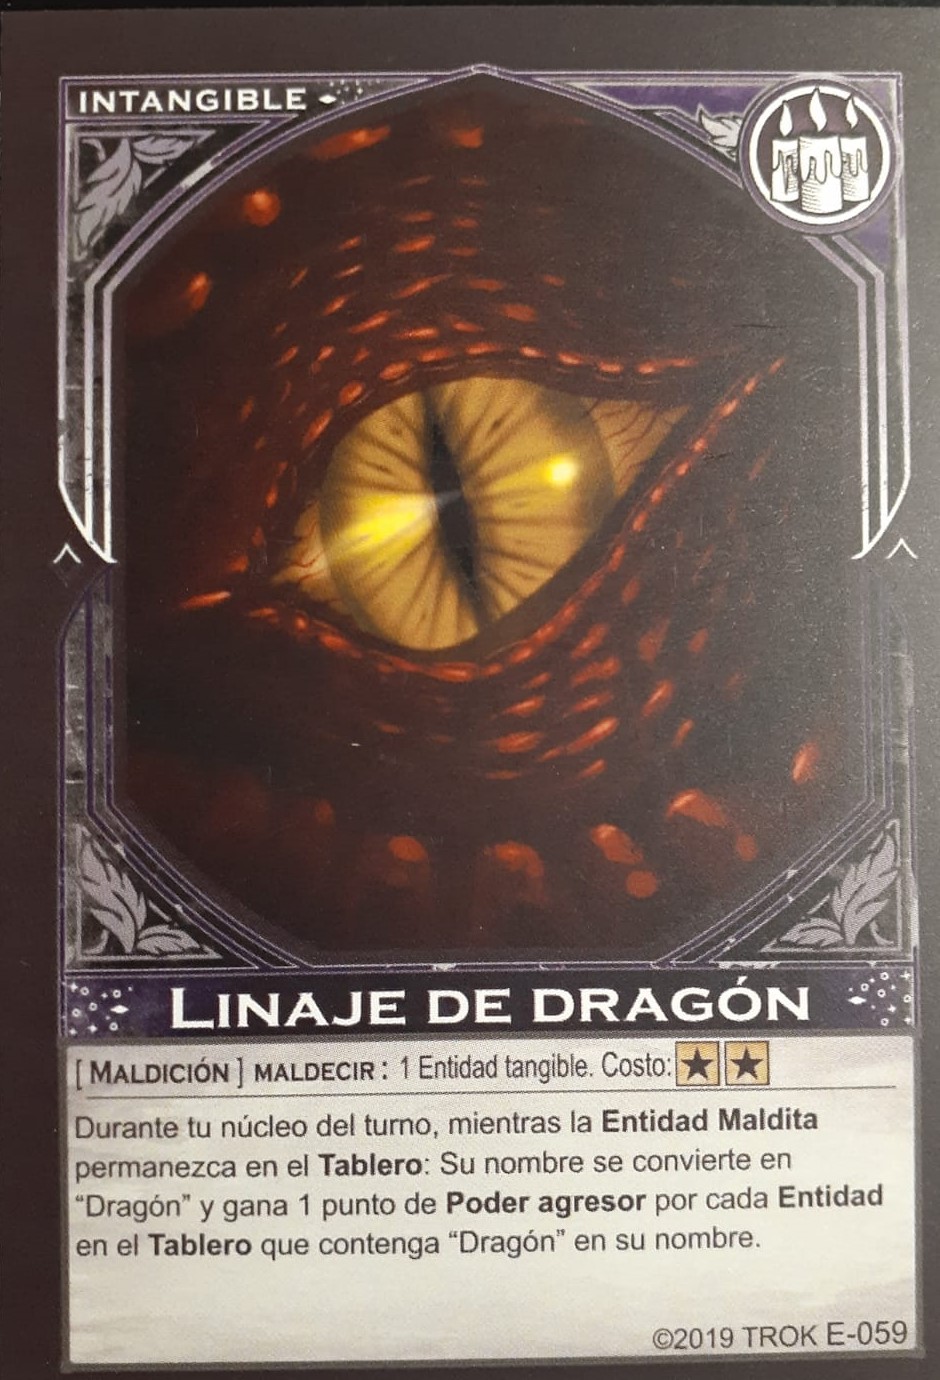 INTANGIBLE
LINAJE DE DRAGÓN
[ MALDICIÓN ] MALDECIR : 1 Entidad tangible. Costo: ★ ★
Durante tu núcleo del turno, mientras la Entidad Maldita
permanezca en el Tablero: Su nombre se convierte en
“Dragón” y gana 1 punto de Poder agresor por cada Entidad
en el Tablero que contenga “Dragón” en su nombre.
©2019 TROK E-059